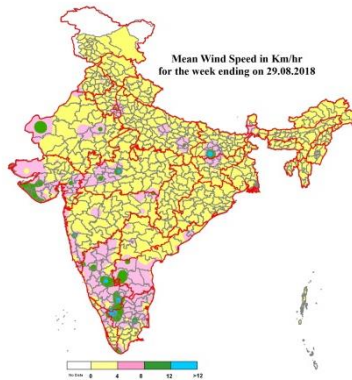 Mean Wind Speed in Km/hr
for the week ending on 29.08.2018
No Data 0 4 8 12 >12